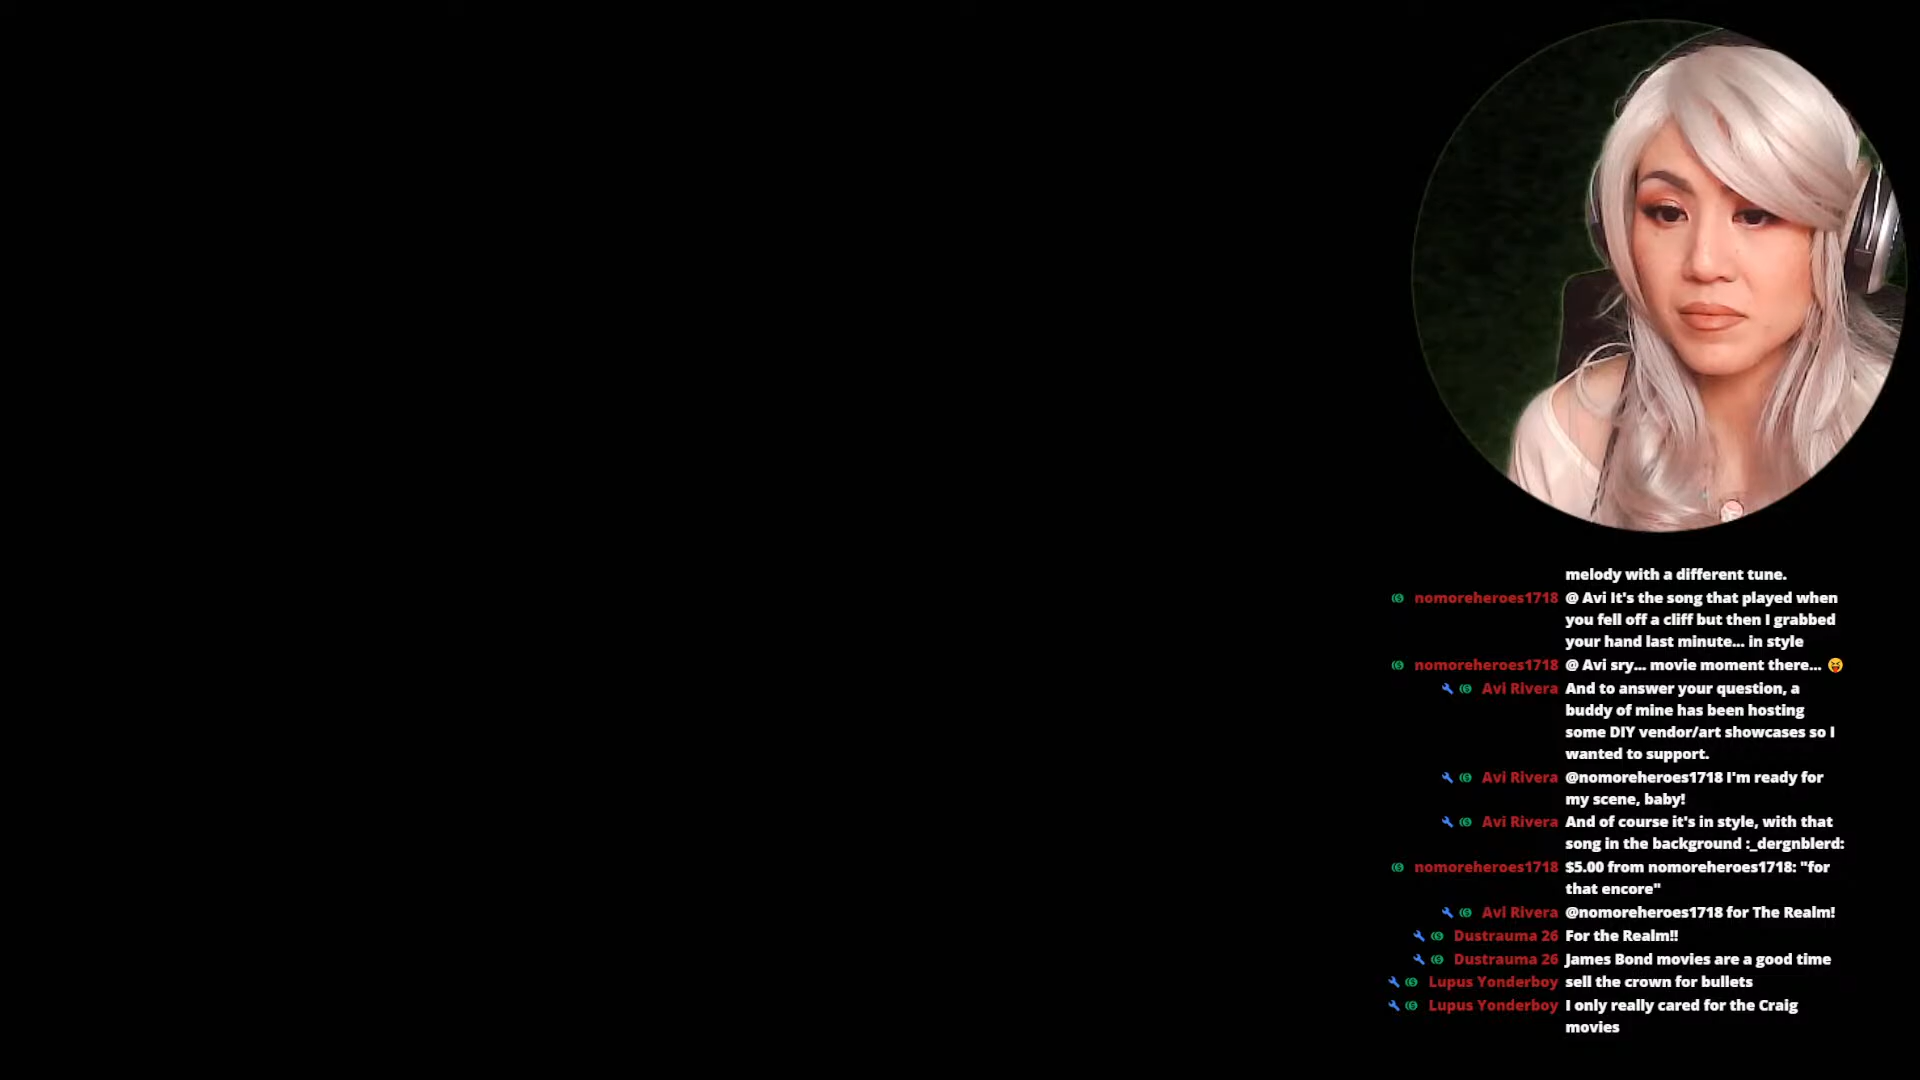 melody with a different tune.
nomoreheroes1718 @ Avi It's the song that played when
you fell off a cliff but then I grabbed
your hand last minute... in style
nomoreheroes1718 @ Avi sry... movie moment there... 😝
Avi Rivera And to answer your question, a
buddy of mine has been hosting
some DIY vendor/art showcases so I
wanted to support.
Avi Rivera @nomoreheroes1718 I'm ready for
my scene, baby!
Avi Rivera And of course it's in style, with that
song in the background :_dergnblerd:
nomoreheroes1718 $5.00 from nomoreheroes1718: "for
that encore"
Avi Rivera @nomoreheroes1718 for The Realm!
Dustrauma 26 For the Realm!!
Dustrauma 26 James Bond movies are a good time
Lupus Yonderboy sell the crown for bullets
Lupus Yonderboy I only really cared for the Craig
movies